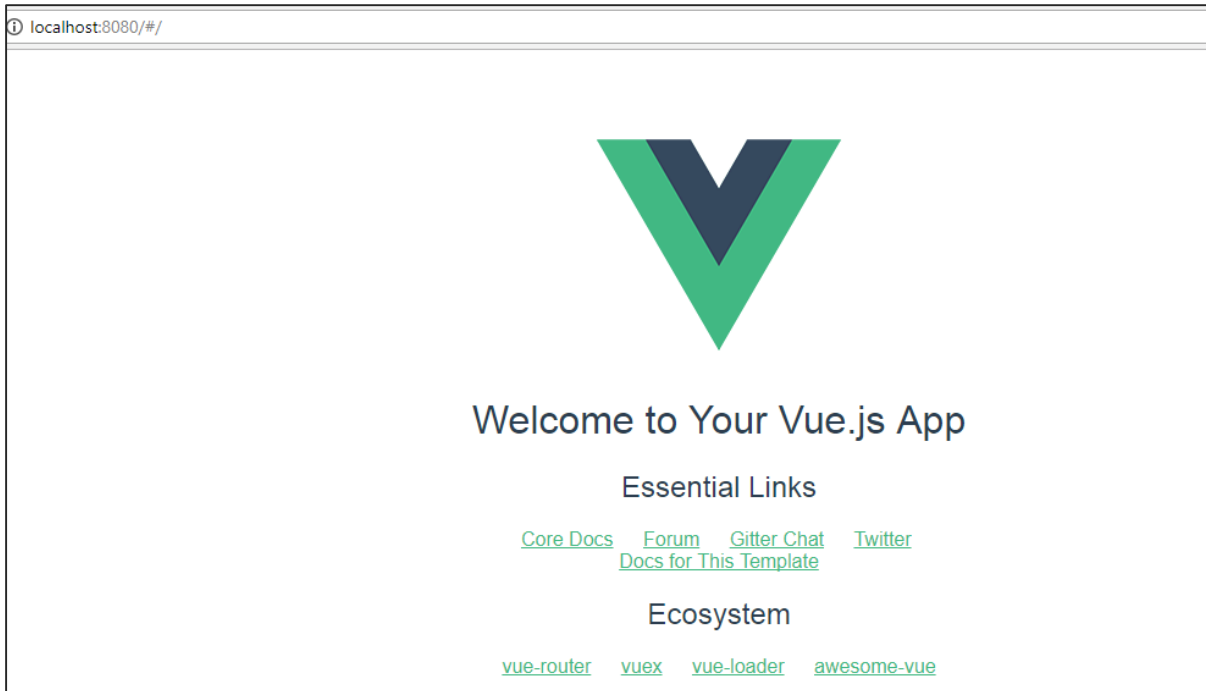 localhost:8080/#/
Welcome to Your Vue.js App
Essential Links
Core Docs Forum Gitter Chat Twitter
Docs for This Template
Ecosystem
vue-router vuex vue-loader awesome-vue